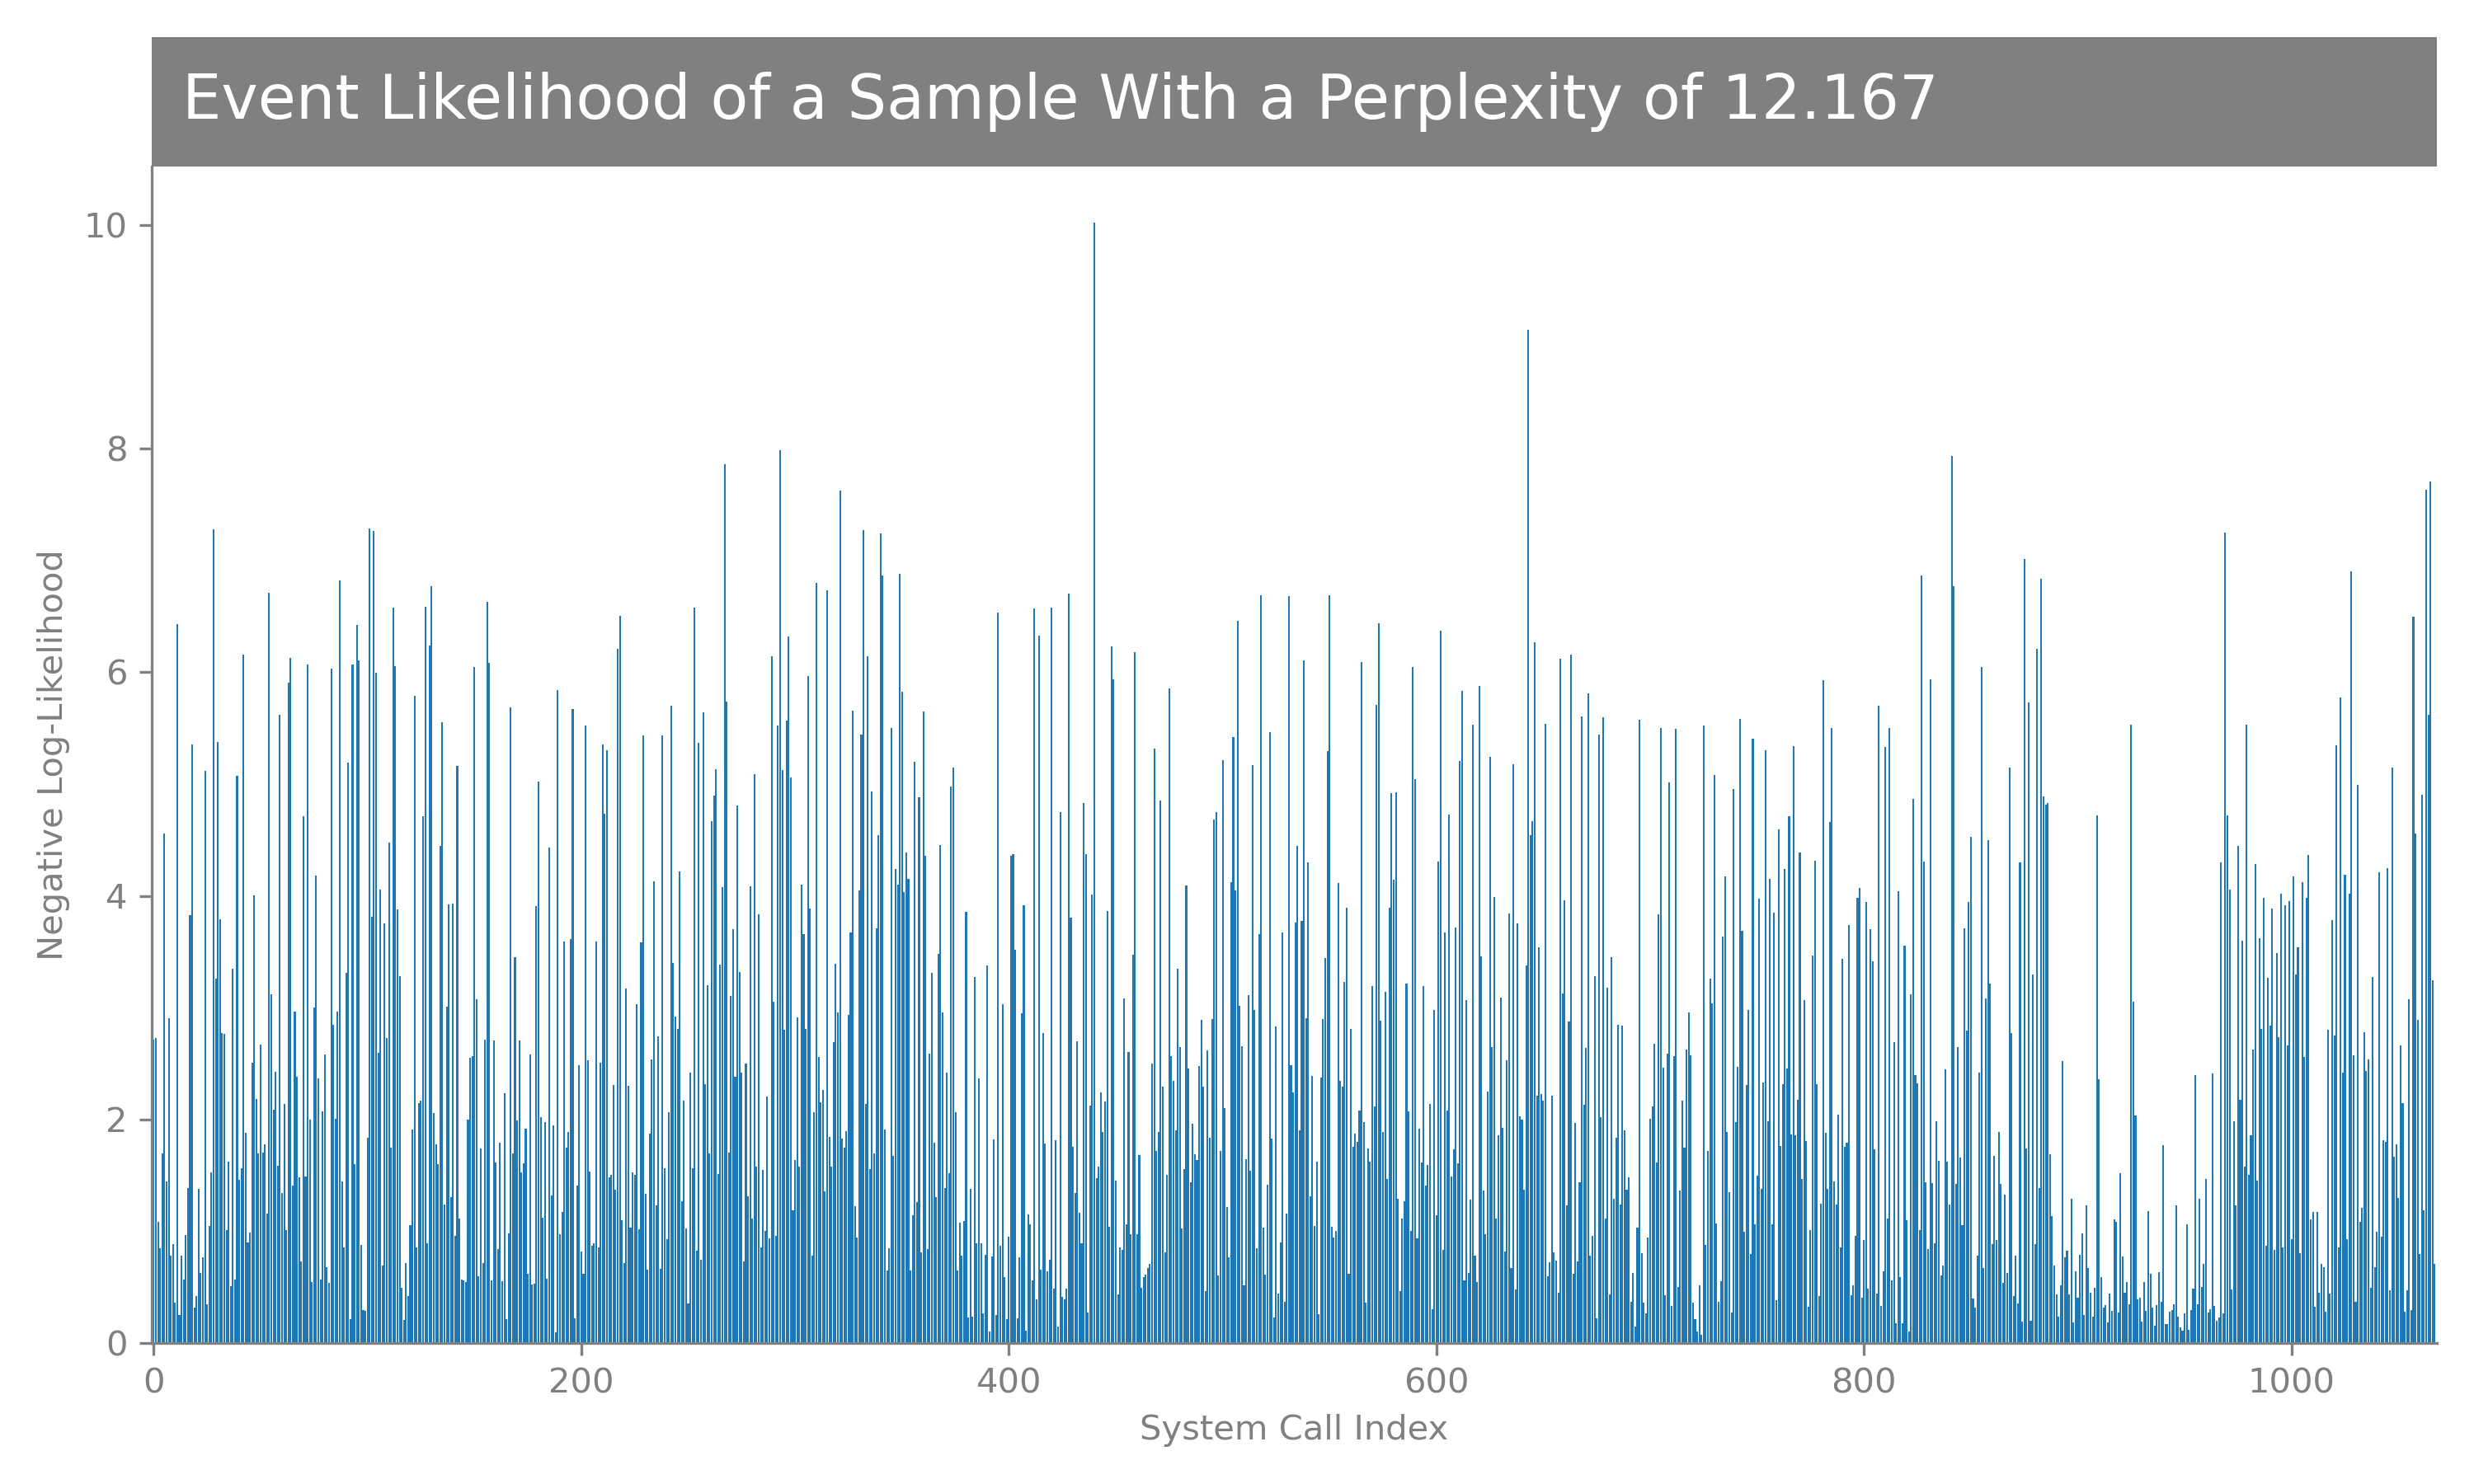 Event Likelihood of a Sample With a Perplexity of 12.167
10
8
6
4
2
0
Negative Log-Likelihood
0 200 400 600 800 1000
System Call Index